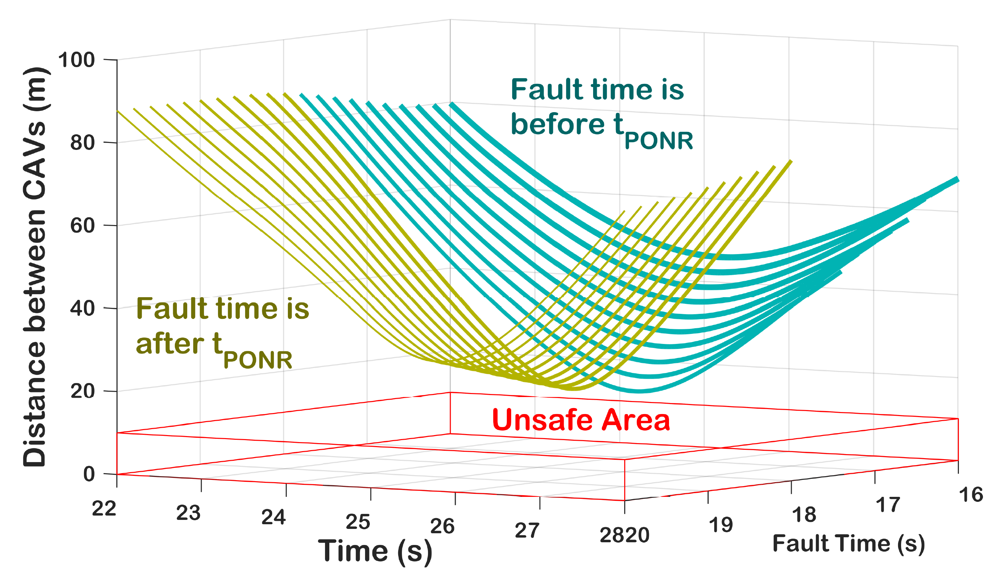 100
80
60
40
20
0
Distance between CAVs (m)
Fault time is
before tPONR
Fault time is
after tPONR
Unsafe Area
22
23
24
25
26
27
2820
19
18
17
16
Time (s)
Fault Time (s)